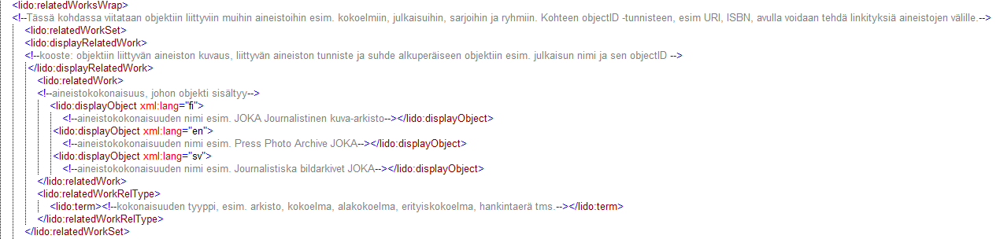 <lido:relatedWorksWrap>
<!--Tässä kohdassa viitataan objektiin liittyviin muihin aineistoihin esim. kokoelmiin, julkaisuihin, sarjoihin ja ryhmiin. Kohteen objectID -tunnisteen, esim URI, ISBN, avulla voidaan tehdä linkityksiä aineistojen välille.-->
<lido:relatedWorkSet>
<lido:displayRelatedWork>
<!--kooste: objektiin liittyvän aineiston kuvaus, liittyvän aineiston tunniste ja suhde alkuperäiseen objektiin esim. julkaisun nimi ja sen objectID -->
</lido:displayRelatedWork>
<lido:relatedWork>
<!--aineistokokonaisuus, johon objekti sisältyy-->
<lido:displayObject xml:lang="fi">
<!--aineistokokonaisuuden nimi esim. JOKA Journalistinen kuva-arkisto--></lido:displayObject>
<lido:displayObject xml:lang="en">
<!--aineistokokonaisuuden nimi esim. Press Photo Archive JOKA--></lido:displayObject>
<lido:displayObject xml:lang="sv">
<!--aineistokokonaisuuden nimi esim. Journalistiska bildarkivet JOKA--></lido:displayObject>
</lido:relatedWork>
<lido:relatedWorkRelType>
<lido:term><!--kokonaisuuden tyyppi, esim. arkisto, kokoelma, alakokoelma, erityiskokoelma, hankintaerä tms.--></lido:term>
</lido:relatedWorkRelType>
</lido:relatedWorkSet>